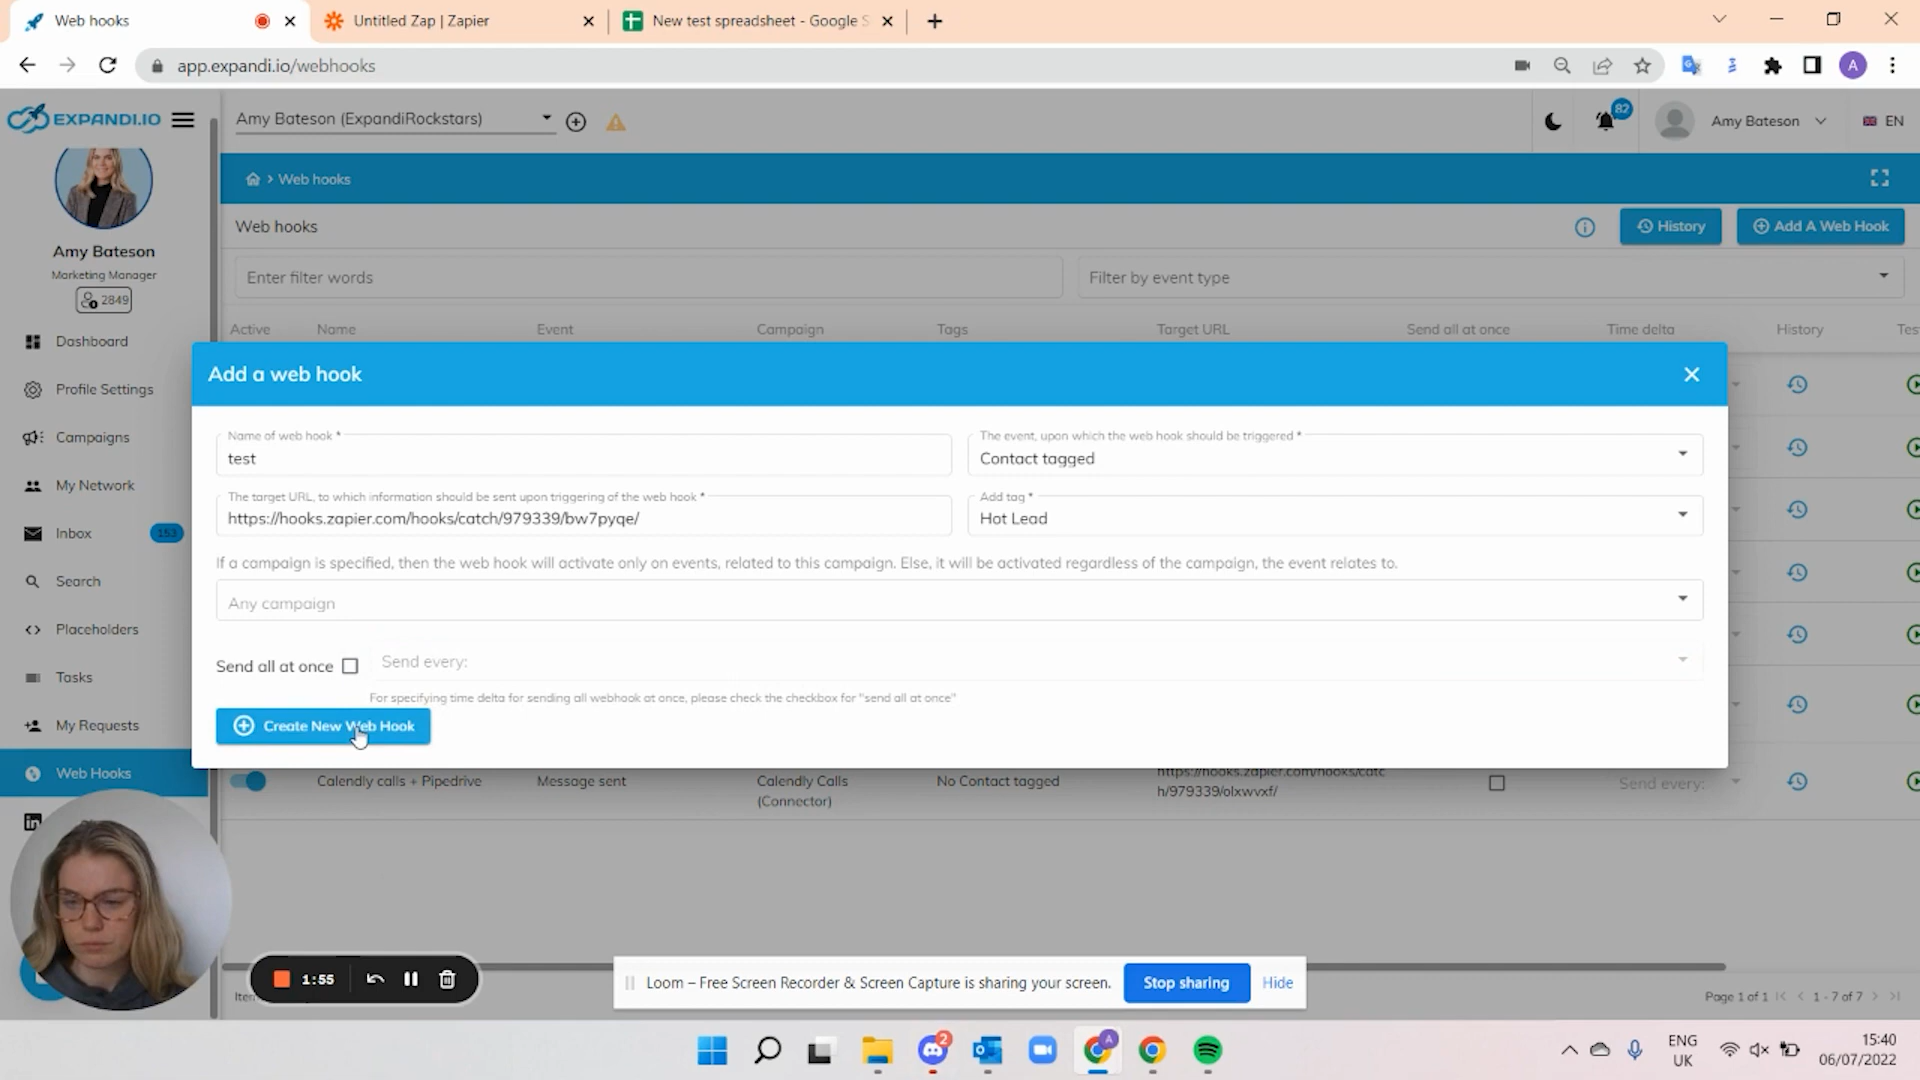 Web hooks
Untitled Zap | Zapier
New test spreadsheet - Google S
app.expandi.io/webhooks
A
EXPANDI.IO
Amy Bateson (ExpandiRockstars)
82
Amy Bateson
EN
> Web hooks
Web hooks
History
Add A Web Hook
Amy Bateson
Marketing Manager
2849
Enter filter words
Filter by event type
Active
Name
Event
Campaign
Tags
Target URL
Send all at once
Time delta
History
Tes
Dashboard
Profile Settings
Campaigns
My Network
Inbox
153
Search
Placeholders
Tasks
My Requests
Web Hooks
Add a web hook
Name of web hook *
test
The event, upon which the web hook should be triggered *
Contact tagged
The target URL, to which information should be sent upon triggering of the web hook *
https://hooks.zapier.com/hooks/catch/979339/bw7pyqe/
Add tag *
Hot Lead
If a campaign is specified, then the web hook will activate only on events, related to this campaign. Else, it will be activated regardless of the campaign, the event relates to.
Any campaign
Send all at once
Send every:
For specifying time delta for sending all webhook at once, please check the checkbox for "send all at once"
Create New Web Hook
Calendly calls + Pipedrive
Message sent
Calendly Calls
(Connector)
No Contact tagged
https://hooks.zapier.com/hooks/catc
h/979339/olxwvxf/
Send every:
1:55
Loom – Free Screen Recorder & Screen Capture is sharing your screen.
Stop sharing
Hide
Page 1 of 1
1 - 7 of 7
2
A
ENG
UK
15:40
06/07/2022